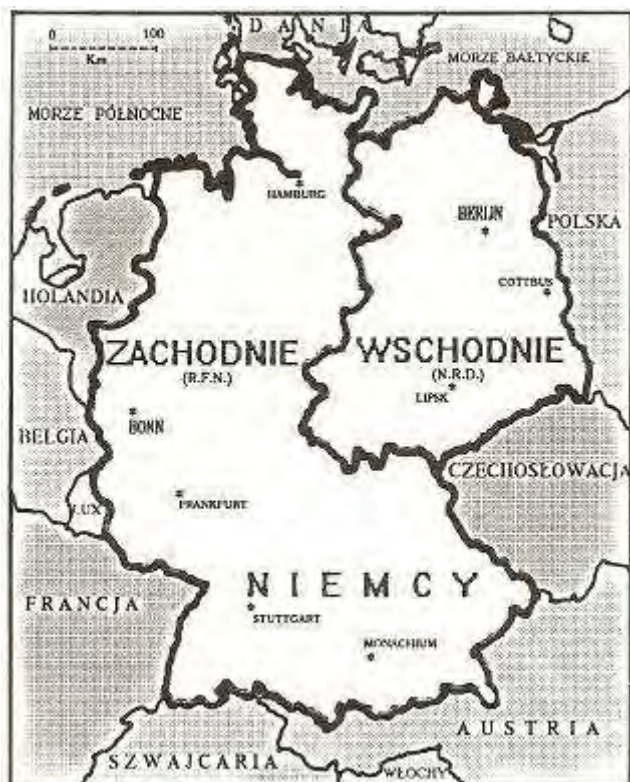 DANIA
0 100
Km
MORZE BAŁTYCKIE
MORZE PÓŁNOCNE
HAMBURG
BERLIN
POLSKA
COTTBUS
HOLANDIA
ZACHODNIE
(R.F.N.)
WSCHODNIE
(N.R.D.)
LIPSK
BONN
BELGIA
CZECHOSŁOWACJA
FRANKFURT
LUX
NIEMCY
FRANCJA
STUTTGART
MONACHIUM
AUSTRIA
SZWAJCARIA
WŁOCHY